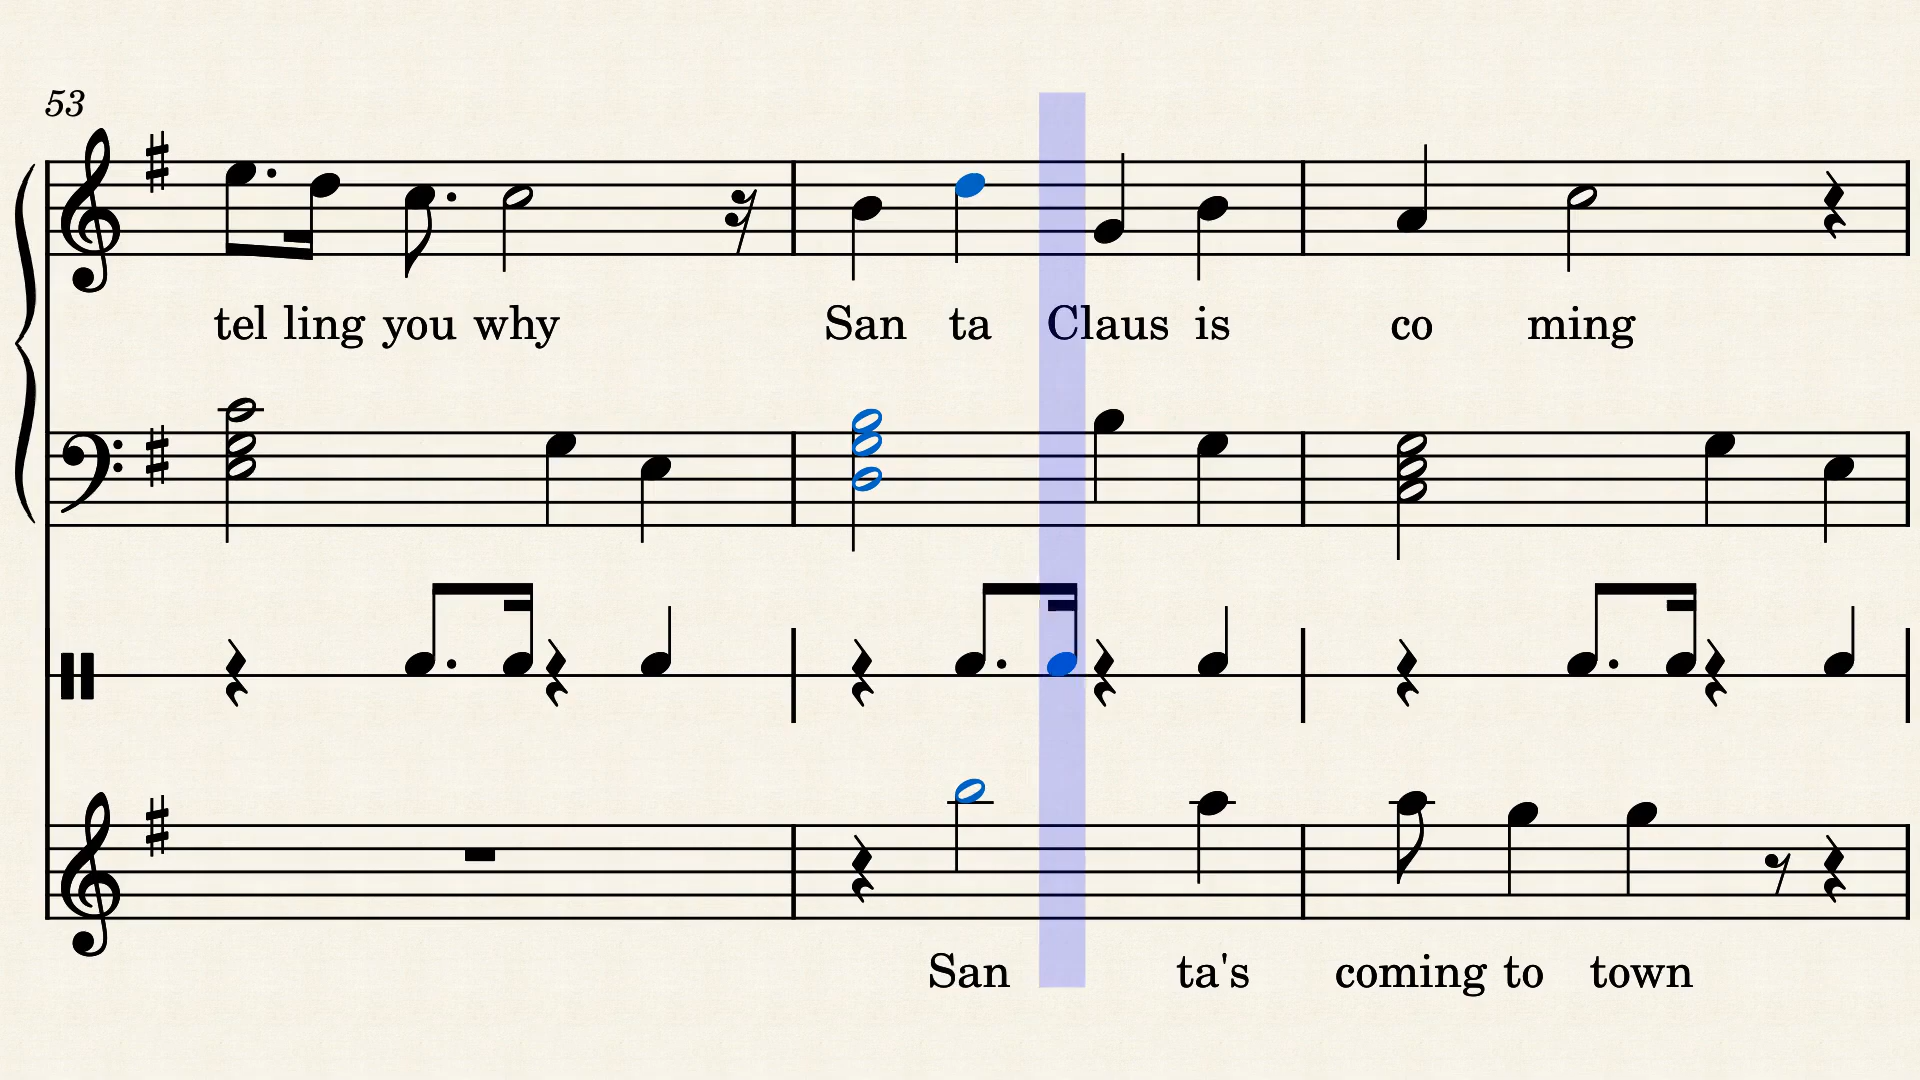 53
tel ling you why San ta Claus is co ming
San ta's coming to town